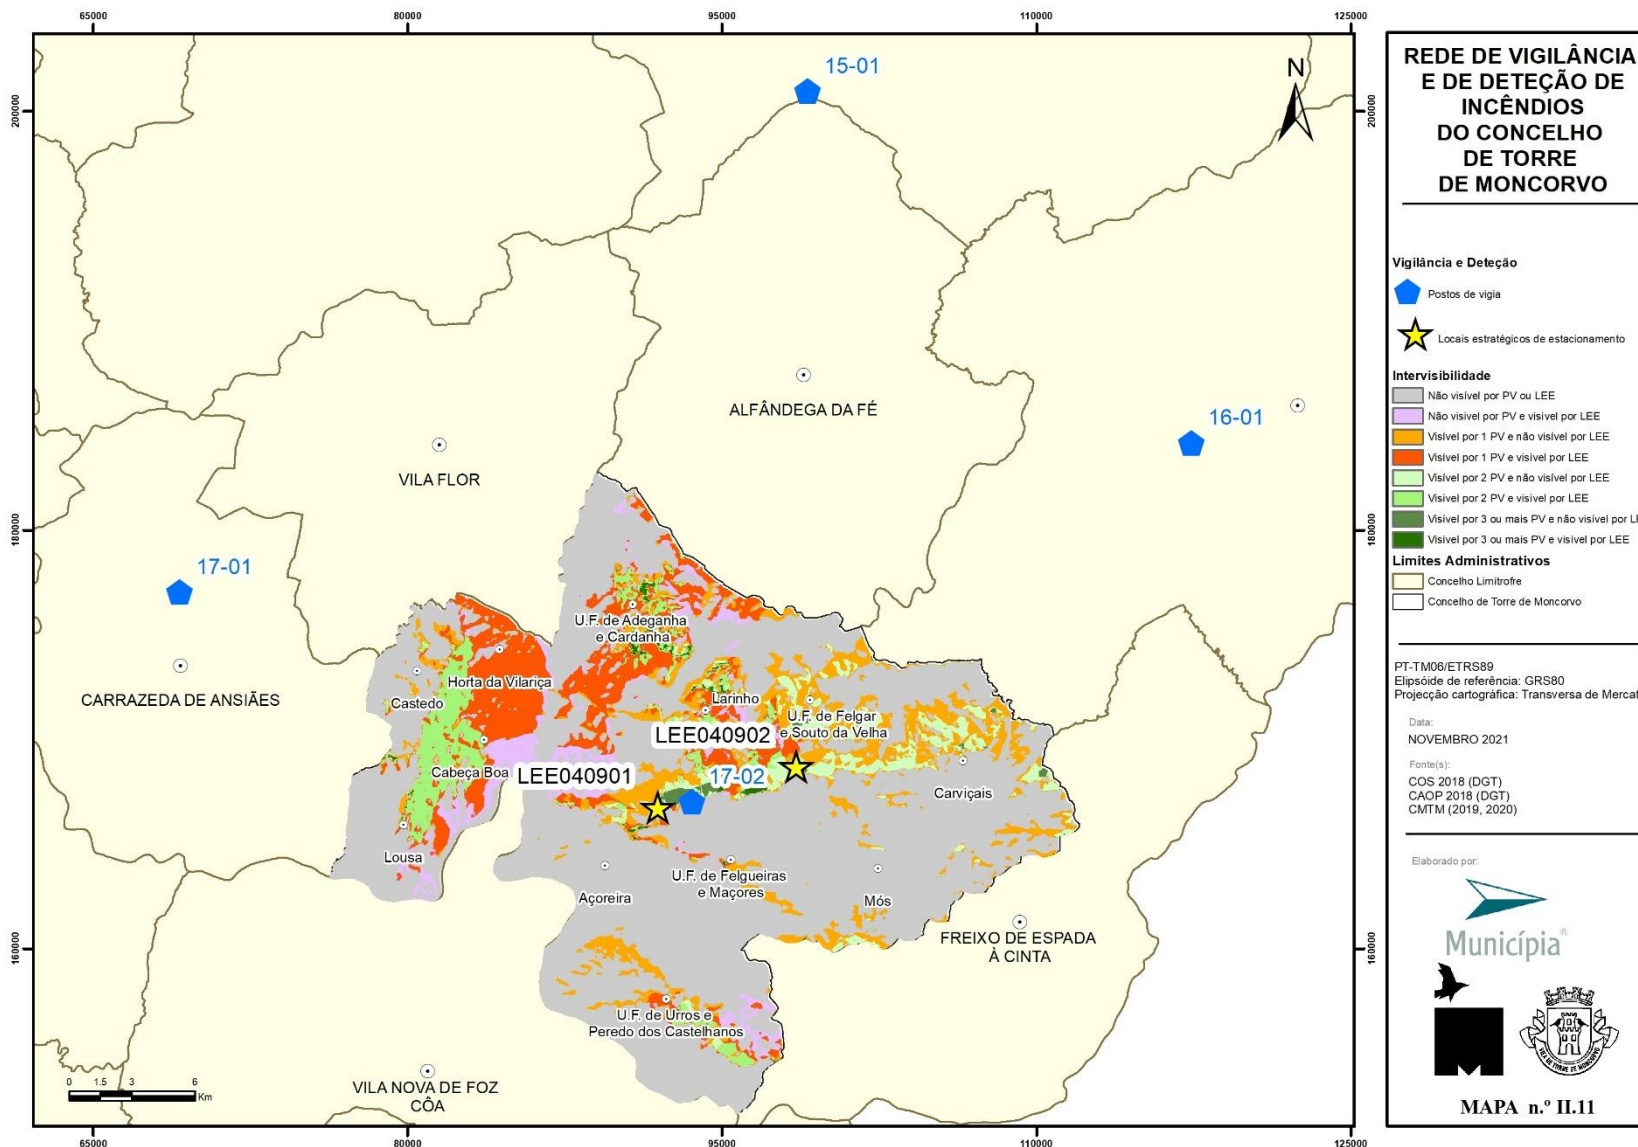 65000
80000
95000
110000
125000
200000
180000
160000
200000
180000
160000
15-01
N
16-01
ALFÂNDEGA DA FÉ
VILA FLOR
17-01
U.F. de Adeganha
e Cardanha
CARRAZEDA DE ANSIÃES
Horta da Vilariça
Castedo
Larinho
U.F. de Felgar
e Souto da Velha
LEE040902
LEE040901
17-02
Cabeça Boa
Carviçais
Lousa
U.F. de Felgueiras
e Maçores
Açoreira
Mós
FREIXO DE ESPADA
À CINTA
U.F. de Urros e
Peredo dos Castelhanos
VILA NOVA DE FOZ
CÔA
0 1.5 3 6
Km
65000
80000
95000
110000
125000
REDE DE VIGILÂNCIA
E DE DETEÇÃO DE
INCÊNDIOS
DO CONCELHO
DE TORRE
DE MONCORVO
Vigilância e Deteção
Postos de vigia
Locais estratégicos de estacionamento
Intervisibilidade
Não visível por PV ou LEE
Não visível por PV e visível por LEE
Visível por 1 PV e não visível por LEE
Visível por 1 PV e visível por LEE
Visível por 2 PV e não visível por LEE
Visível por 2 PV e visível por LEE
Visível por 3 ou mais PV e não visível por LE
Visível por 3 ou mais PV e visível por LEE
Limites Administrativos
Concelho Limítrofre
Concelho de Torre de Moncorvo
PT-TM06/ETRS89
Elipsóide de referência: GRS80
Projecção cartográfica: Transversa de Mercat
Data:
NOVEMBRO 2021
Fonte(s):
COS 2018 (DGT)
CAOP 2018 (DGT)
CMTM (2019, 2020)
Elaborado por:
Município®
VILA DE TORRE DE MONCORVO
MAPA n.º II.11